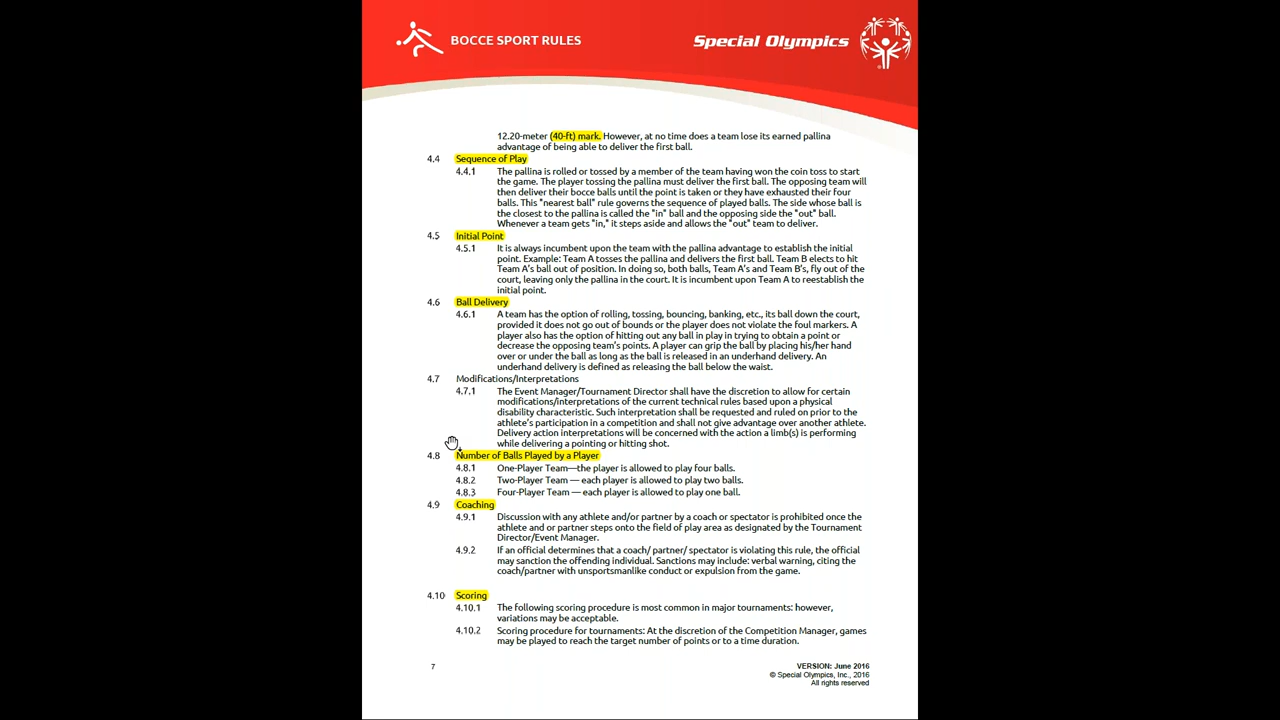 BOCCE SPORT RULES
Special Olympics
12.20-meter (40-ft) mark. However, at no time does a team lose its earned pallina
advantage of being able to deliver the first ball.
4.4 Sequence of Play
4.4.1 The pallina is rolled or tossed by a member of the team having won the coin toss to start
the game. The player tossing the pallina must deliver the first ball. The opposing team will
then deliver their bocce balls until the point is taken or they have exhausted their four
balls. This "nearest ball" rule governs the sequence of played balls. The side whose ball is
the closest to the pallina is called the "in" ball and the opposing side the "out" ball.
Whenever a team gets "in," it steps aside and allows the "out" team to deliver.
4.5 Initial Point
4.5.1 It is always incumbent upon the team with the pallina advantage to establish the initial
point. Example: Team A tosses the pallina and delivers the first ball. Team B elects to hit
Team A's ball out of position. In doing so, both balls, Team A's and Team B's, fly out of the
court, leaving only the pallina in the court. It is incumbent upon Team A to reestablish the
initial point.
4.6 Ball Delivery
4.6.1 A team has the option of rolling, tossing, bouncing, banking, etc., its ball down the court,
provided it does not go out of bounds or the player does not violate the foul markers. A
player also has the option of hitting out any ball in play in trying to obtain a point or
decrease the opposing team's points. A player can grip the ball by placing his/her hand
over or under the ball as long as the ball is released in an underhand delivery. An
underhand delivery is defined as releasing the ball below the waist.
4.7 Modifications/Interpretations
4.7.1 The Event Manager/Tournament Director shall have the discretion to allow for certain
modifications/interpretations of the current technical rules based upon a physical
disability characteristic. Such interpretation shall be requested and ruled on prior to the
athlete's participation in a competition and shall not give advantage over another athlete.
Delivery action interpretations will be concerned with the action a limb(s) is performing
while delivering a pointing or hitting shot.
4.8 Number of Balls Played by a Player
4.8.1 One-Player Team—the player is allowed to play four balls.
4.8.2 Two-Player Team — each player is allowed to play two balls.
4.8.3 Four-Player Team — each player is allowed to play one ball.
4.9 Coaching
4.9.1 Discussion with any athlete and/or partner by a coach or spectator is prohibited once the
athlete and or partner steps onto the field of play area as designated by the Tournament
Director/Event Manager.
4.9.2 If an official determines that a coach/ partner/ spectator is violating this rule, the official
may sanction the offending individual. Sanctions may include: verbal warning, citing the
coach/partner with unsportsmanlike conduct or expulsion from the game.
4.10 Scoring
4.10.1 The following scoring procedure is most common in major tournaments: however,
variations may be acceptable.
4.10.2 Scoring procedure for tournaments: At the discretion of the Competition Manager, games
may be played to reach the target number of points or to a time duration.
7
VERSION: June 2016
© Special Olympics, Inc., 2016
All rights reserved